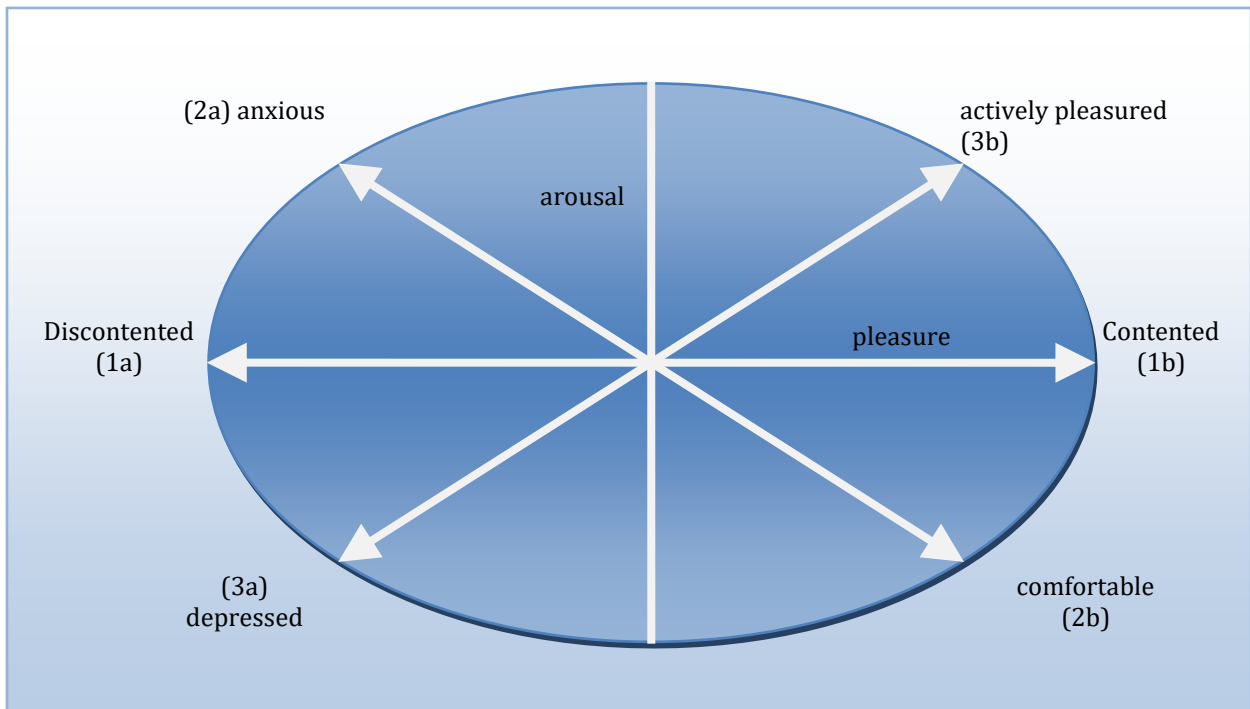 (2a) anxious
actively pleasured
(3b)
arousal
Discontented
(1a)
pleasure
Contented
(1b)
(3a)
depressed
comfortable
(2b)